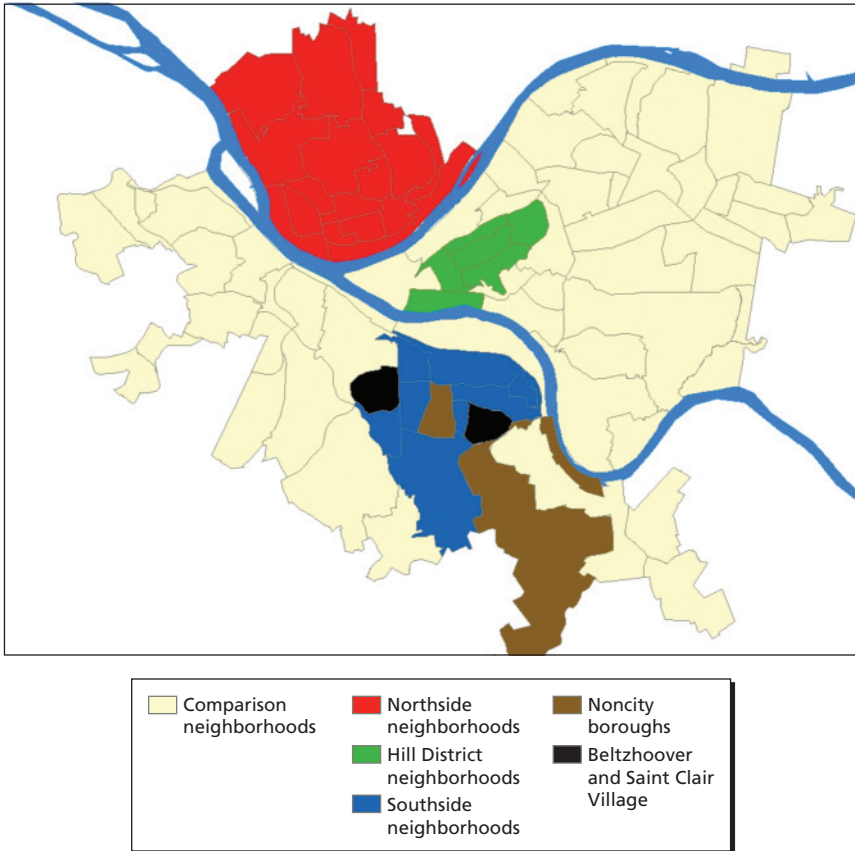 Comparison
neighborhoods
Northside
neighborhoods
Hill District
neighborhoods
Southside
neighborhoods
Noncity
boroughs
Beltzhoover
and Saint Clair
Village